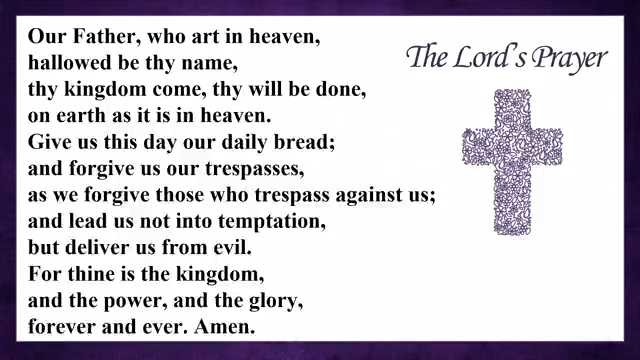 Our Father, who art in heaven,
hallowed be thy name,
thy kingdom come, thy will be done,
on earth as it is in heaven.
Give us this day our daily bread;
and forgive us our trespasses,
as we forgive those who trespass against us;
and lead us not into temptation,
but deliver us from evil.
For thine is the kingdom,
and the power, and the glory,
forever and ever. Amen.
The Lord's Prayer